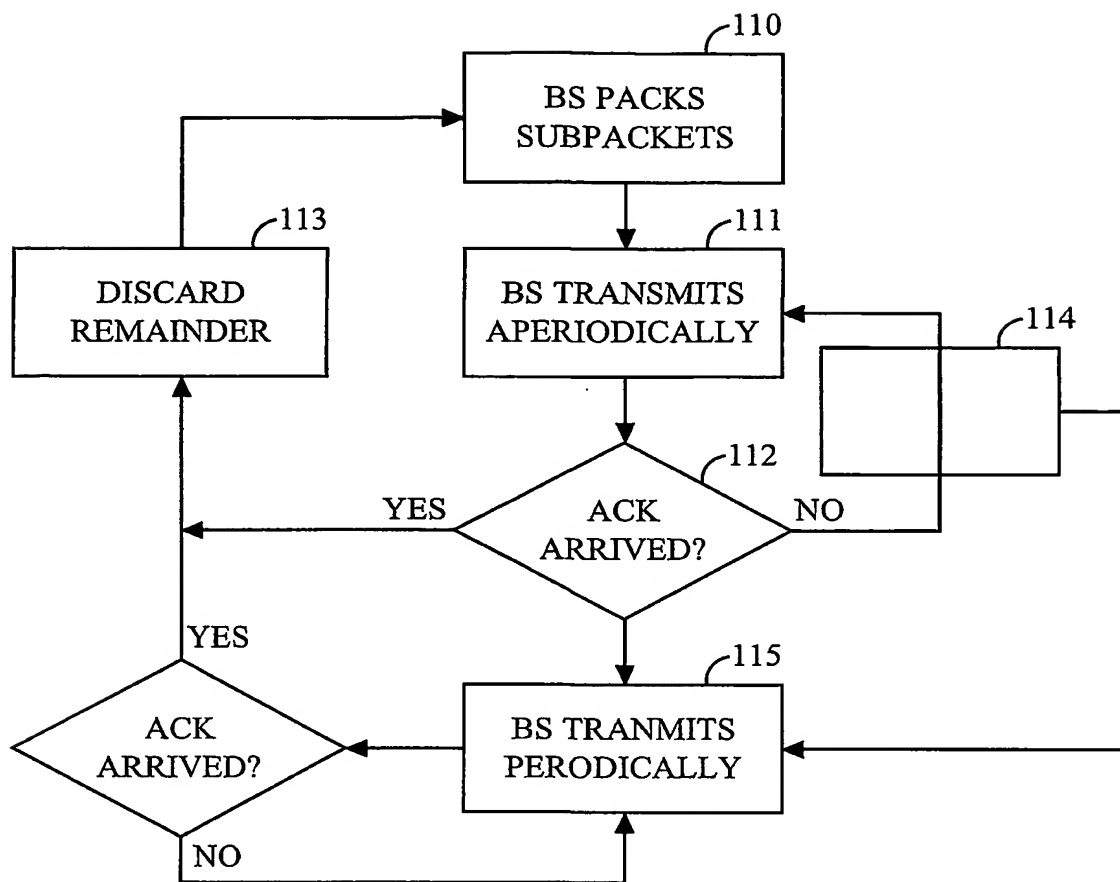 110
BS PACKS
SUBPACKETS
113
DISCARD
REMAINDER
111
BS TRANSMITS
APERIODICALLY
114
112
YES
ACK
ARRIVED?
NO
YES
115
ACK
ARRIVED?
BS TRANMITS
PERODICALLY
NO